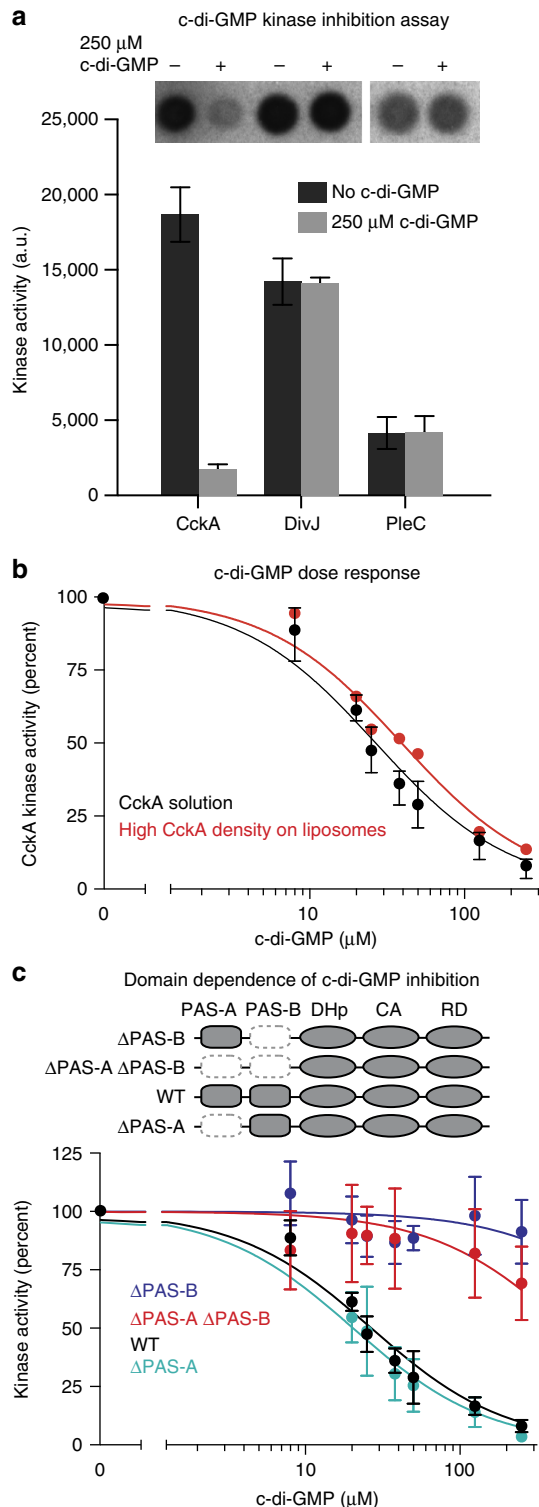 a
c-di-GMP kinase inhibition assay
250 μM
c-di-GMP − + − + − +
Kinase activity (a.u.)
25,000
20,000
15,000
10,000
5,000
0
No c-di-GMP
250 μM c-di-GMP
CckA DivJ PleC
b
c-di-GMP dose response
CckA kinase activity (percent)
100
75
50
25
0
CckA solution
High CckA density on liposomes
0 10 100
c-di-GMP (μM)
c
Domain dependence of c-di-GMP inhibition
PAS-A PAS-B DHp CA RD
ΔPAS-B
ΔPAS-A ΔPAS-B
WT
ΔPAS-A
Kinase activity (percent)
125
100
75
50
25
0
ΔPAS-B
ΔPAS-A ΔPAS-B
WT
ΔPAS-A
0 10 100
c-di-GMP (μM)